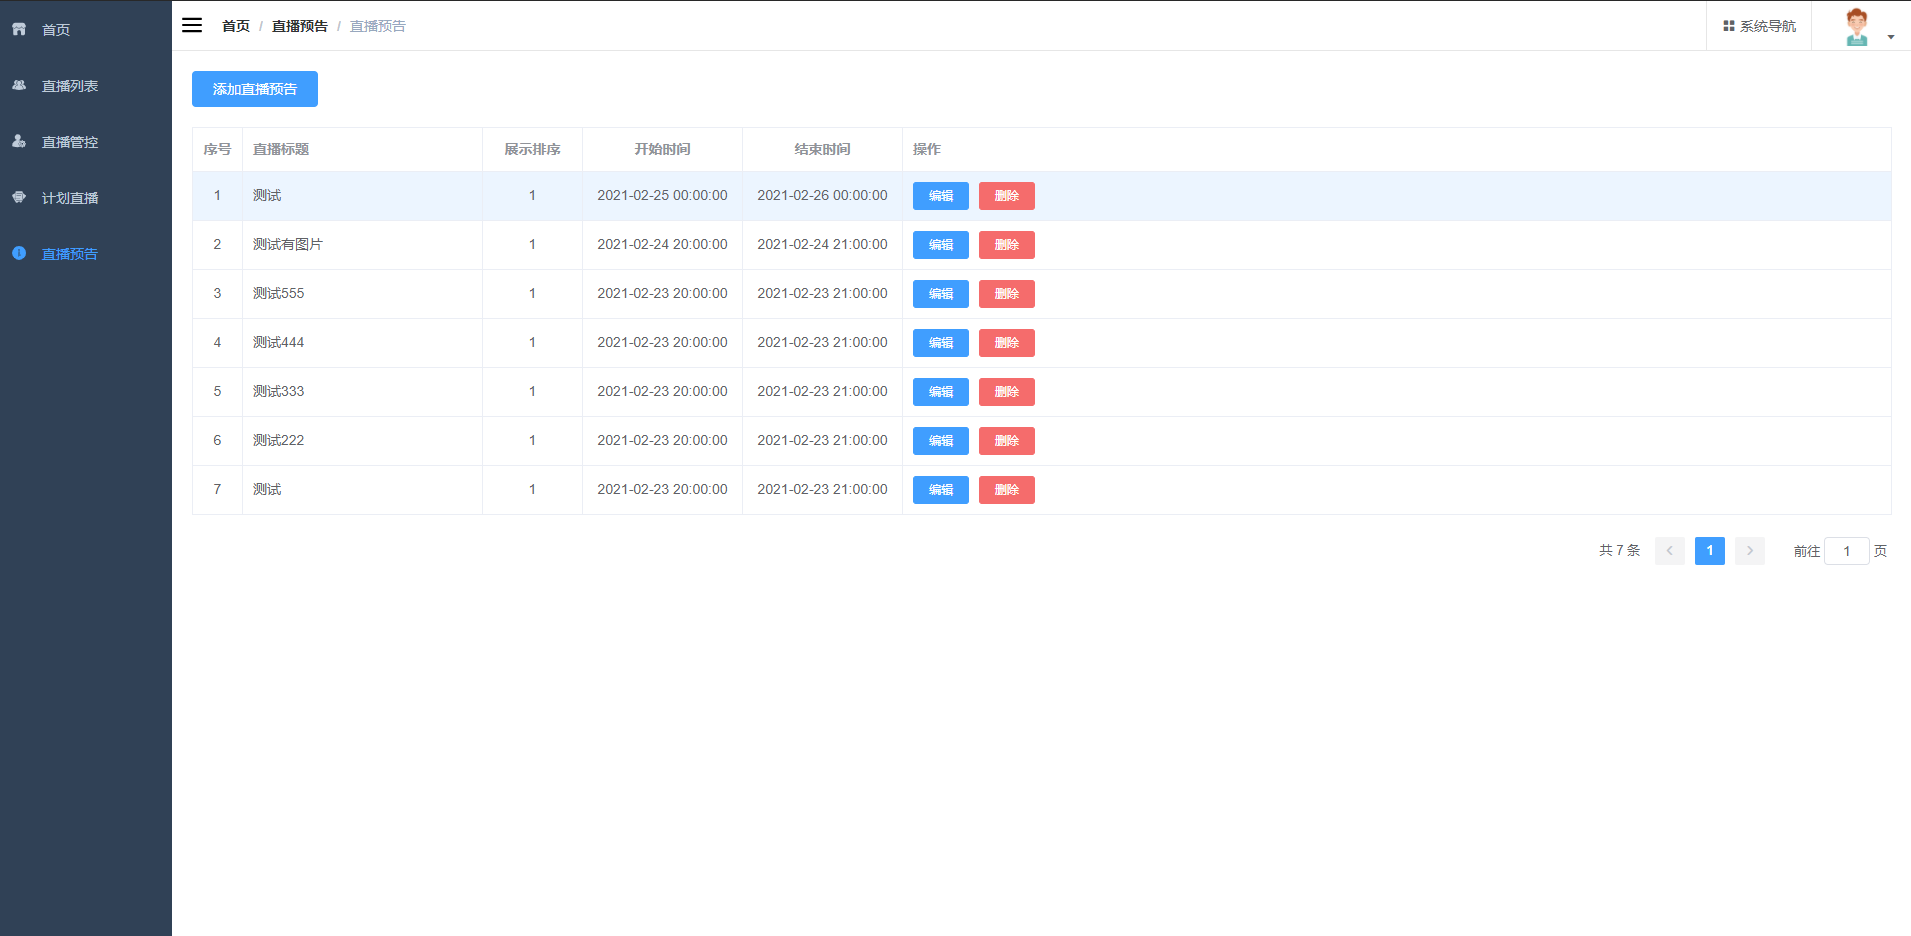 首页
直播列表
直播管控
计划直播
直播预告
首页 / 直播预告 / 直播预告
系统导航
添加直播预告
序号 直播标题 展示排序 开始时间 结束时间 操作
1 测试 1 2021-02-25 00:00:00 2021-02-26 00:00:00 编辑 删除
2 测试有图片 1 2021-02-24 20:00:00 2021-02-24 21:00:00 编辑 删除
3 测试555 1 2021-02-23 20:00:00 2021-02-23 21:00:00 编辑 删除
4 测试444 1 2021-02-23 20:00:00 2021-02-23 21:00:00 编辑 删除
5 测试333 1 2021-02-23 20:00:00 2021-02-23 21:00:00 编辑 删除
6 测试222 1 2021-02-23 20:00:00 2021-02-23 21:00:00 编辑 删除
7 测试 1 2021-02-23 20:00:00 2021-02-23 21:00:00 编辑 删除
共 7 条 1 前往 1 页